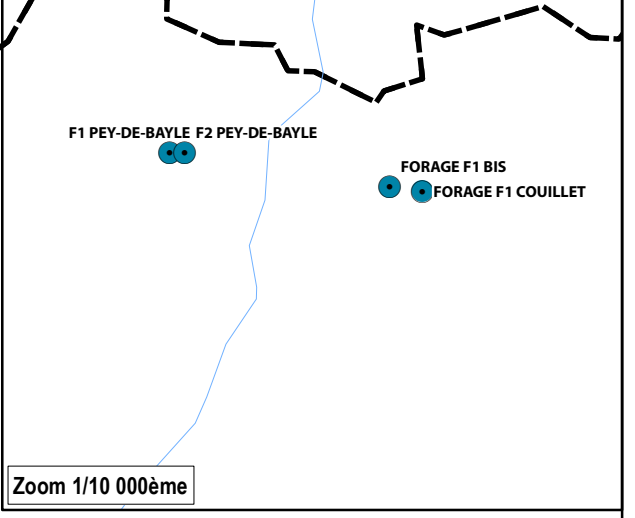 F1 PEY-DE-BAYLE F2 PEY-DE-BAYLE
FORAGE F1 BIS
FORAGE F1 COUILLET
Zoom 1/10 000ème